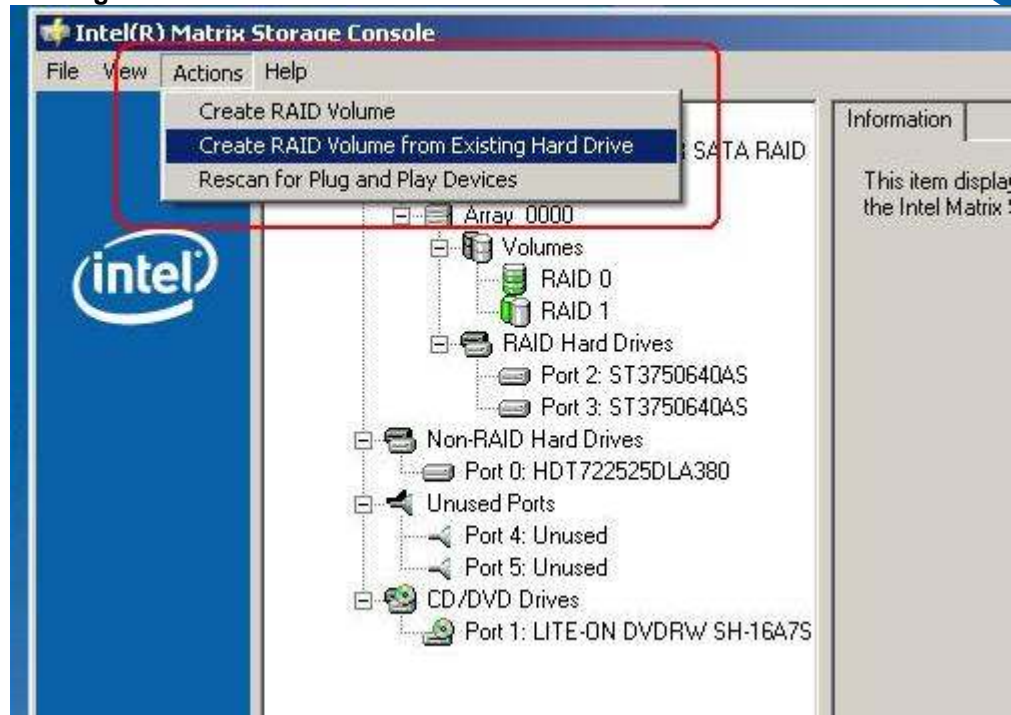 Intel(R) Matrix Storage Console
File View Actions Help
Create RAID Volume
Create RAID Volume from Existing Hard Drive
Rescan for Plug and Play Devices
SATA RAID
Array_0000
Volumes
RAID 0
RAID 1
RAID Hard Drives
Port 2: ST3750640AS
Port 3: ST3750640AS
Non-RAID Hard Drives
Port 0: HDT722525DLA380
Unused Ports
Port 4: Unused
Port 5: Unused
CD/DVD Drives
Port 1: LITE-ON DVDRW SH-16A7S
Information
This item display
the Intel Matrix
intel